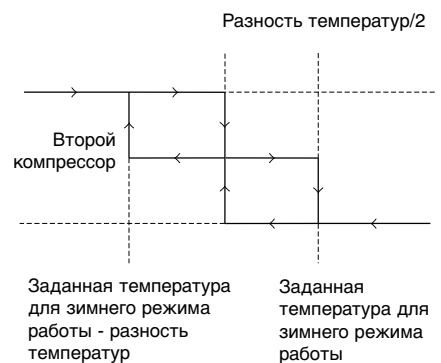 Разность температур/2
Второй
компрессор
Заданная температура
для зимнего режима
работы - разность
температур
Заданная
температура для
зимнего режима
работы